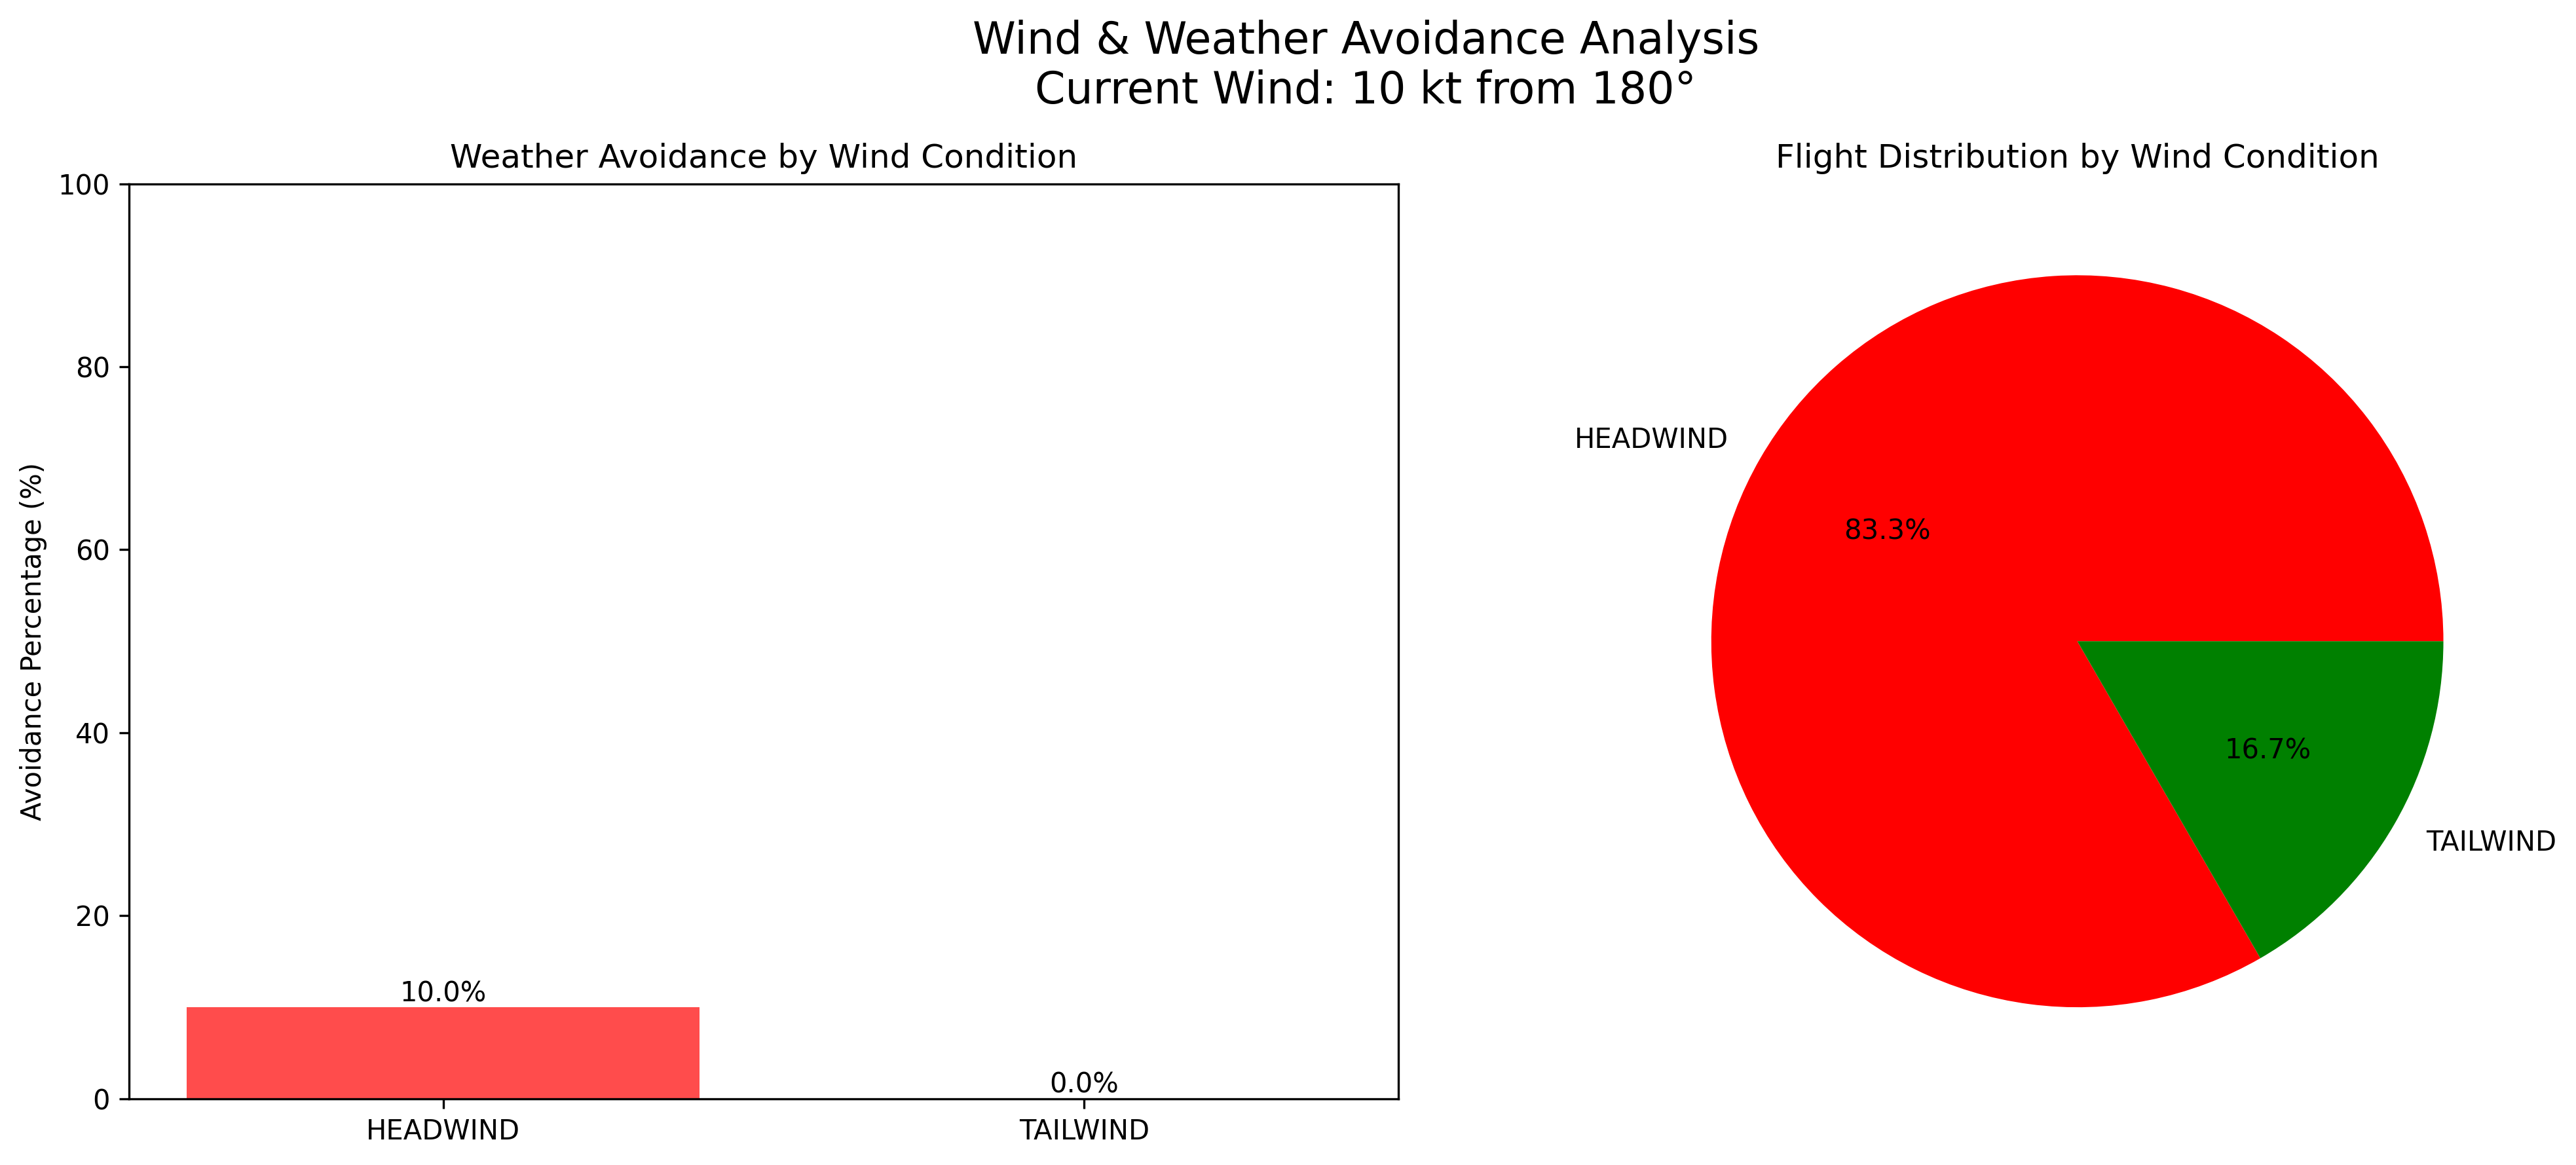 Wind & Weather Avoidance Analysis
Current Wind: 10 kt from 180°
Weather Avoidance by Wind Condition
100
80
60
40
20
0
Avoidance Percentage (%)
10.0%
0.0%
HEADWIND
TAILWIND
Flight Distribution by Wind Condition
HEADWIND
83.3%
16.7%
TAILWIND